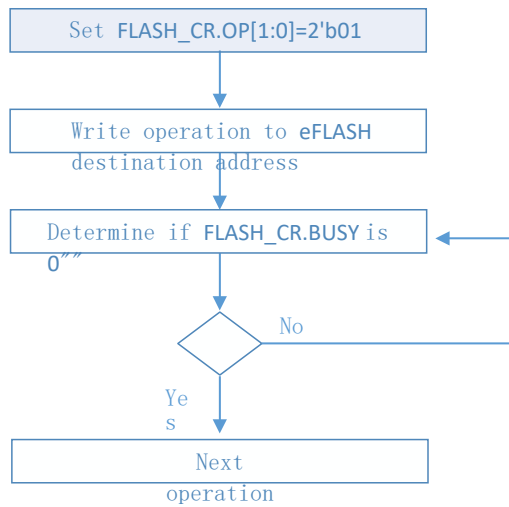 Set FLASH_CR.OP[1:0]=2'b01
Write operation to eFLASH
destination address
Determine if FLASH_CR.BUSY is
0″″
No
Ye
s
Next
operation